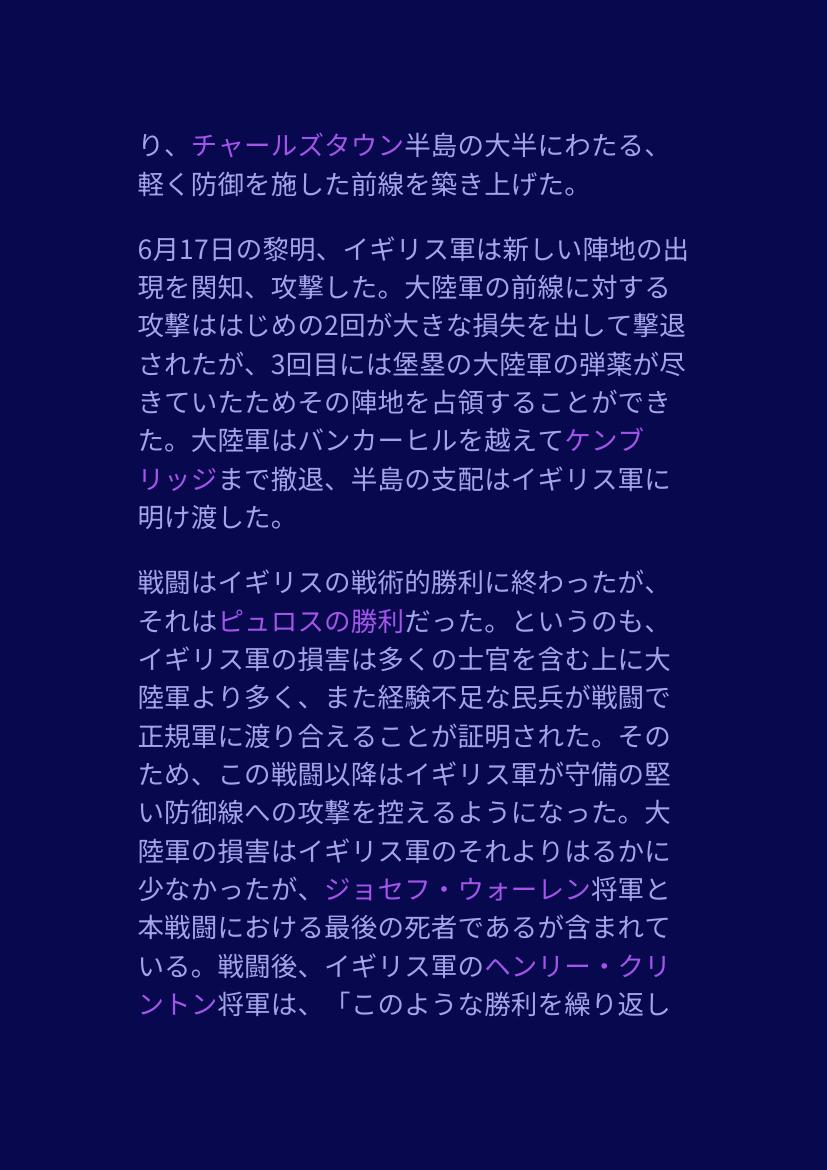 り、チャールズタウン半島の大半にわたる、
軽く防御を施した前線を築き上げた。
6月17日の黎明、イギリス軍は新しい陣地の出
現を関知、攻撃した。大陸軍の前線に対する
攻撃ははじめの2回が大きな損失を出して撃退
されたが、3回目には堡塁の大陸軍の弾薬が尽
きていたためその陣地を占領することができ
た。大陸軍はバンカーヒルを越えてケンブ
リッジまで撤退、半島の支配はイギリス軍に
明け渡した。
戦闘はイギリスの戦術的勝利に終わったが、
それはピュロスの勝利だった。というのも、
イギリス軍の損害は多くの士官を含む上に大
陸軍より多く、また経験不足な民兵が戦闘で
正規軍に渡り合えることが証明された。その
ため、この戦闘以降はイギリス軍が守備の堅
い防御線への攻撃を控えるようになった。大
陸軍の損害はイギリス軍のそれよりはるかに
少なかったが、ジョセフ・ウォーレン将軍と
本戦闘における最後の死者であるが含まれて
いる。戦闘後、イギリス軍のヘンリー・クリ
ントン将軍は、「このような勝利を繰り返し